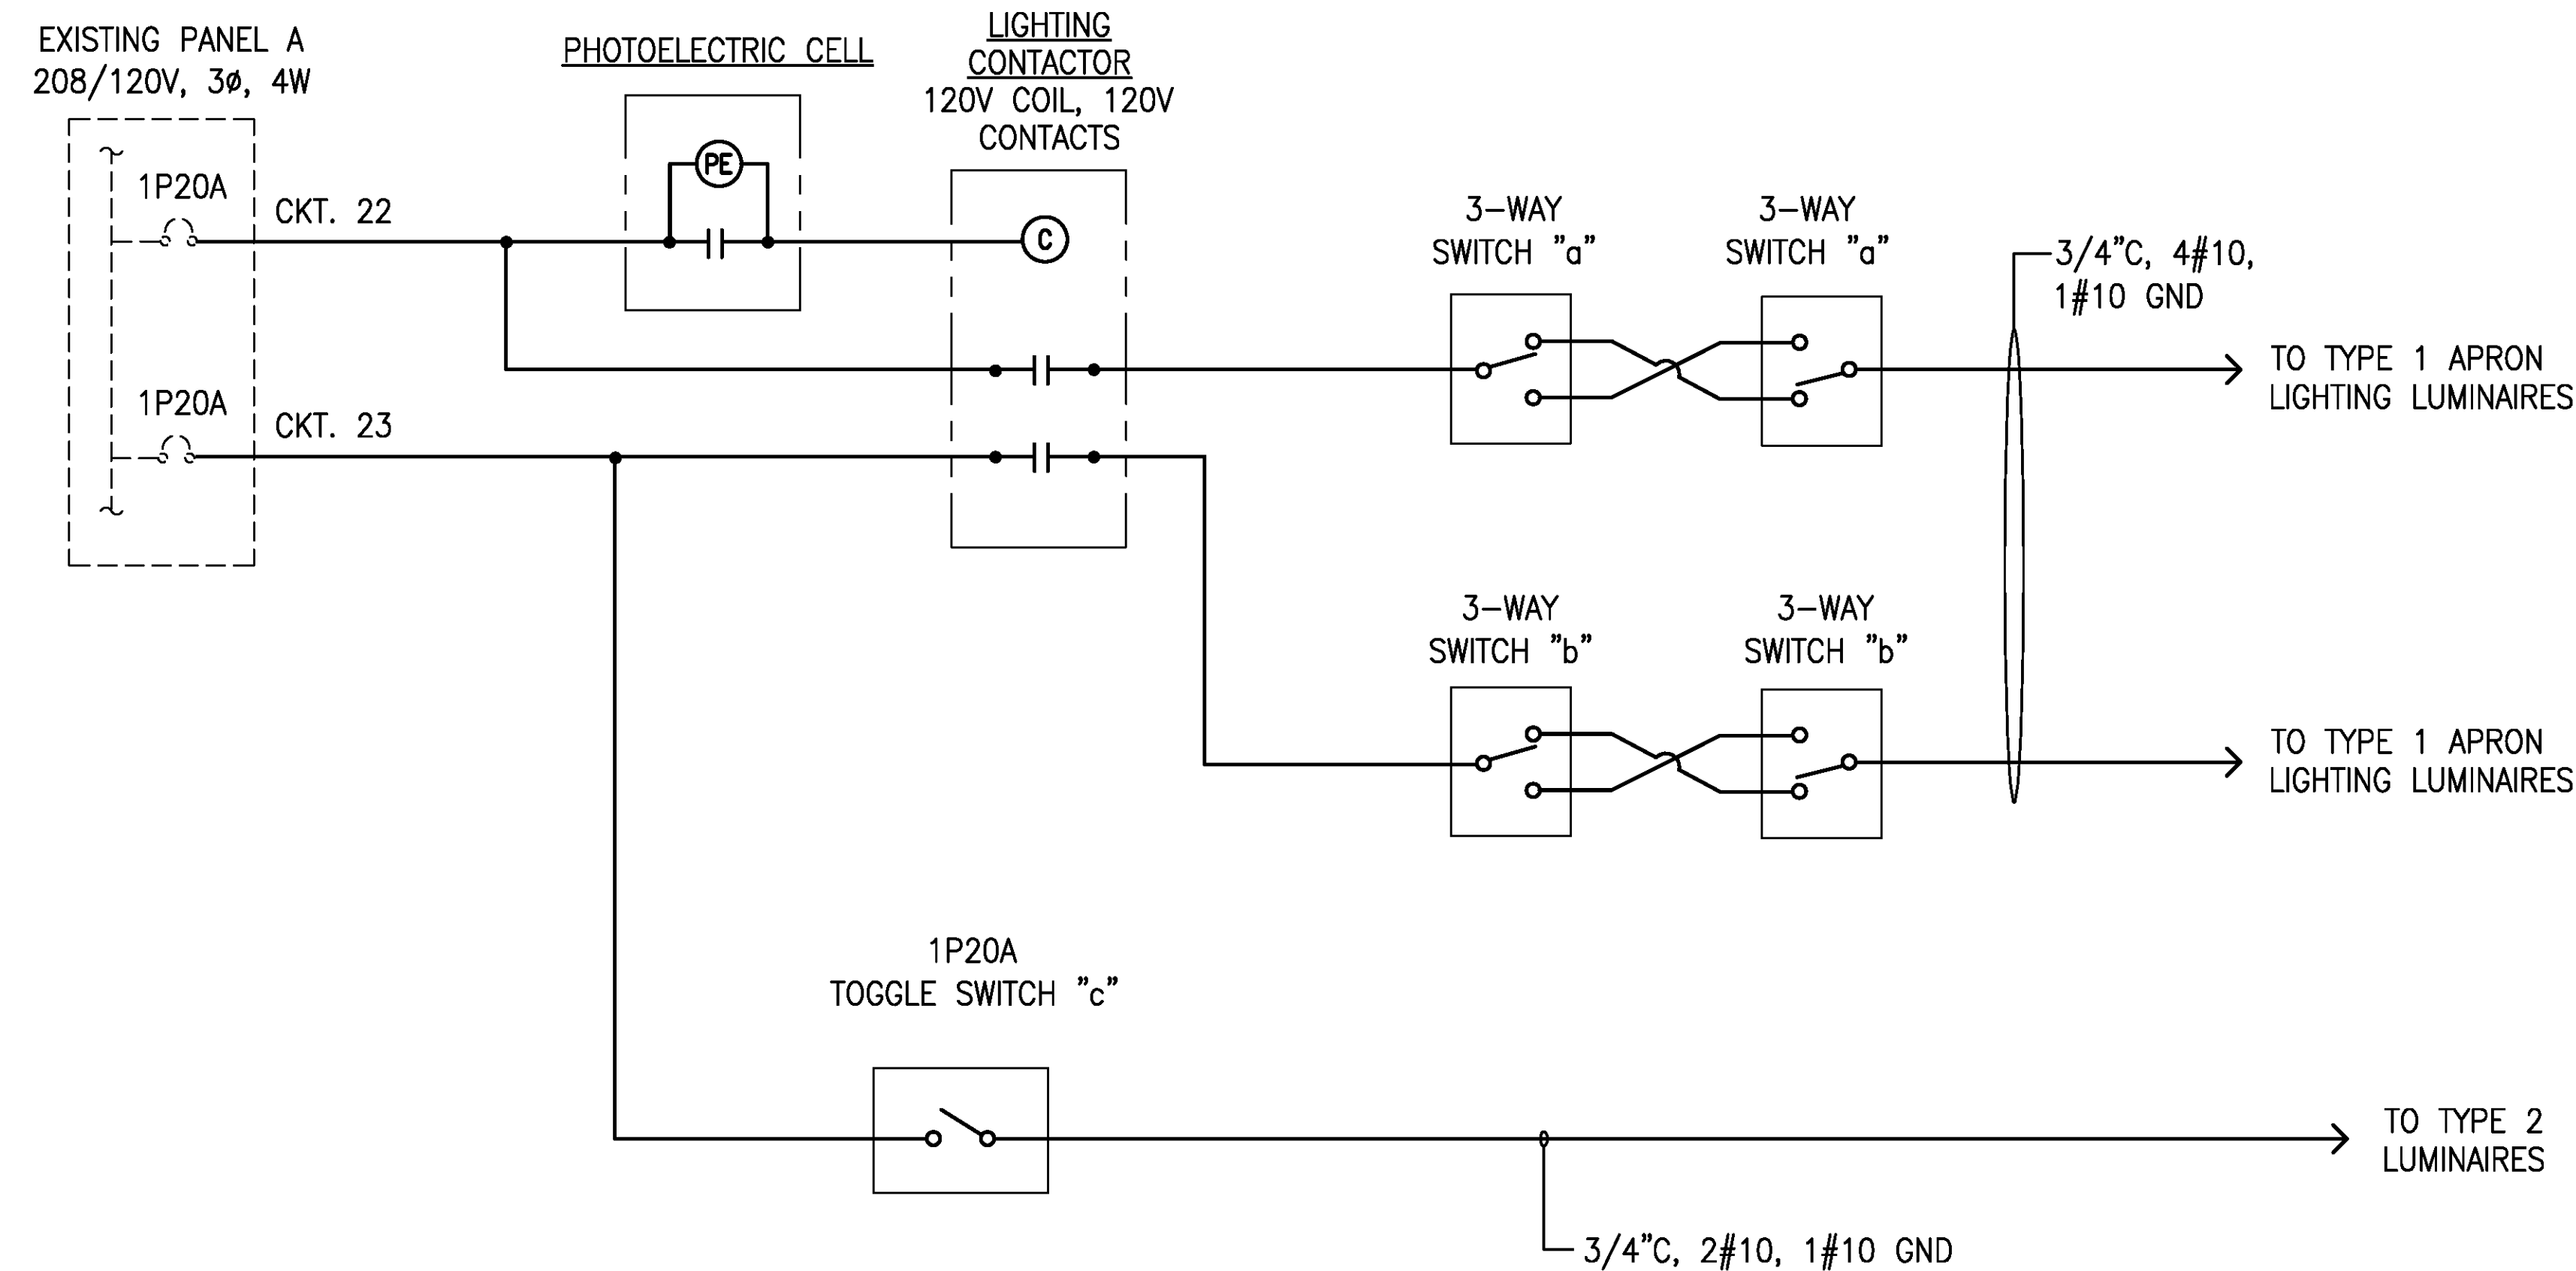 EXISTING PANEL A
208/120V, 3ø, 4W
PHOTOELECTRIC CELL
LIGHTING
CONTACTOR
120V COIL, 120V
CONTACTS
1P20A
CKT. 22
PE
C
3-WAY
SWITCH "a"
3-WAY
SWITCH "a"
3/4"C, 4#10,
1#10 GND
TO TYPE 1 APRON
LIGHTING LUMINAIRES
1P20A
CKT. 23
3-WAY
SWITCH "b"
3-WAY
SWITCH "b"
TO TYPE 1 APRON
LIGHTING LUMINAIRES
1P20A
TOGGLE SWITCH "c"
TO TYPE 2
LUMINAIRES
3/4"C, 2#10, 1#10 GND